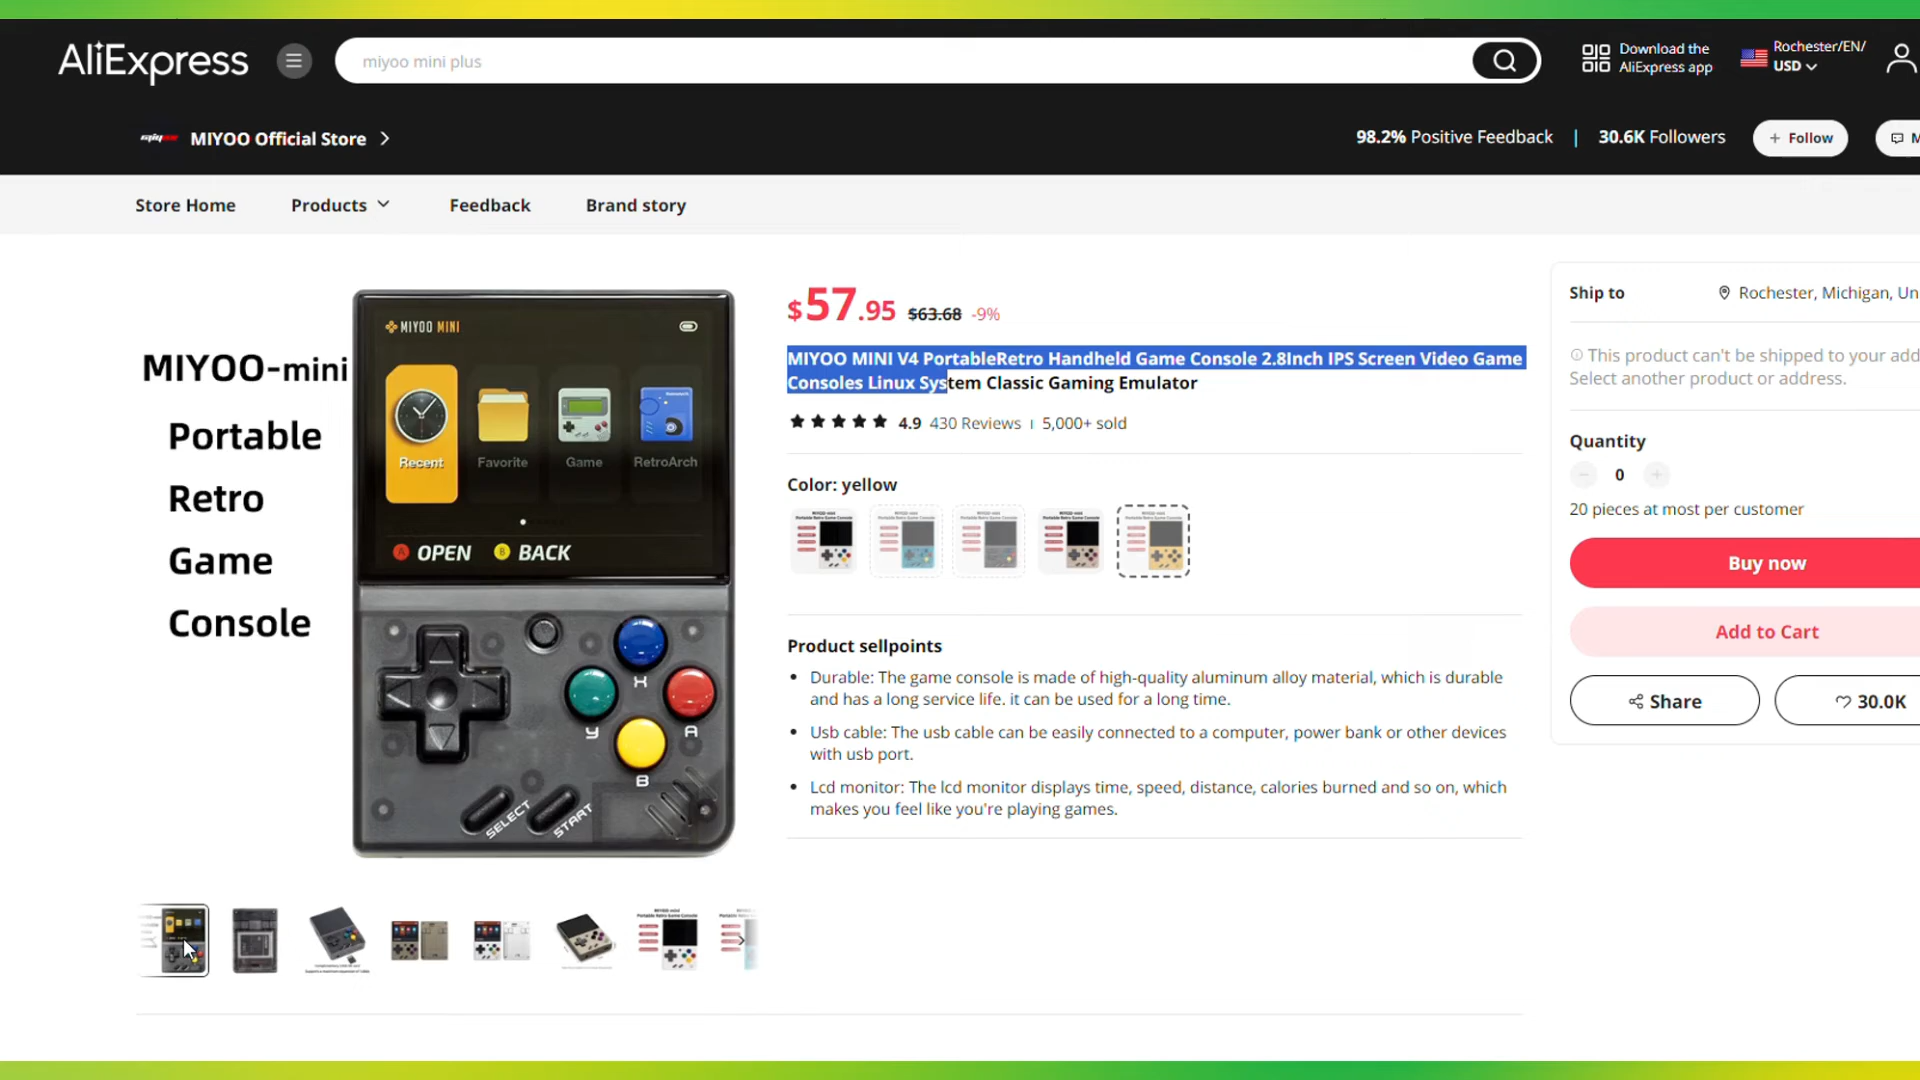 AliExpress
miyoo mini plus
Download the
AliExpress app
Rochester/EN/
USD
MIYOO Official Store
98.2% Positive Feedback | 30.6K Followers
+ Follow
M
Store Home
Products
Feedback
Brand story
MIYOO-mini
Portable
Retro
Game
Console
MIYOO MINI
Recent
Favorite
Game
RetroArch
A OPEN B BACK
X
Y
A
B
SELECT
START
$57.95 $63.68 -9%
MIYOO MINI V4 PortableRetro Handheld Game Console 2.8Inch IPS Screen Video Game
Consoles Linux System Classic Gaming Emulator
4.9 430 Reviews | 5,000+ sold
Color: yellow
Product sellpoints
• Durable: The game console is made of high-quality aluminum alloy material, which is durable
and has a long service life. it can be used for a long time.
• Usb cable: The usb cable can be easily connected to a computer, power bank or other devices
with usb port.
• Lcd monitor: The lcd monitor displays time, speed, distance, calories burned and so on, which
makes you feel like you're playing games.
Ship to
Rochester, Michigan, Un
This product can't be shipped to your add
Select another product or address.
Quantity
- 0 +
20 pieces at most per customer
Buy now
Add to Cart
Share
30.0K